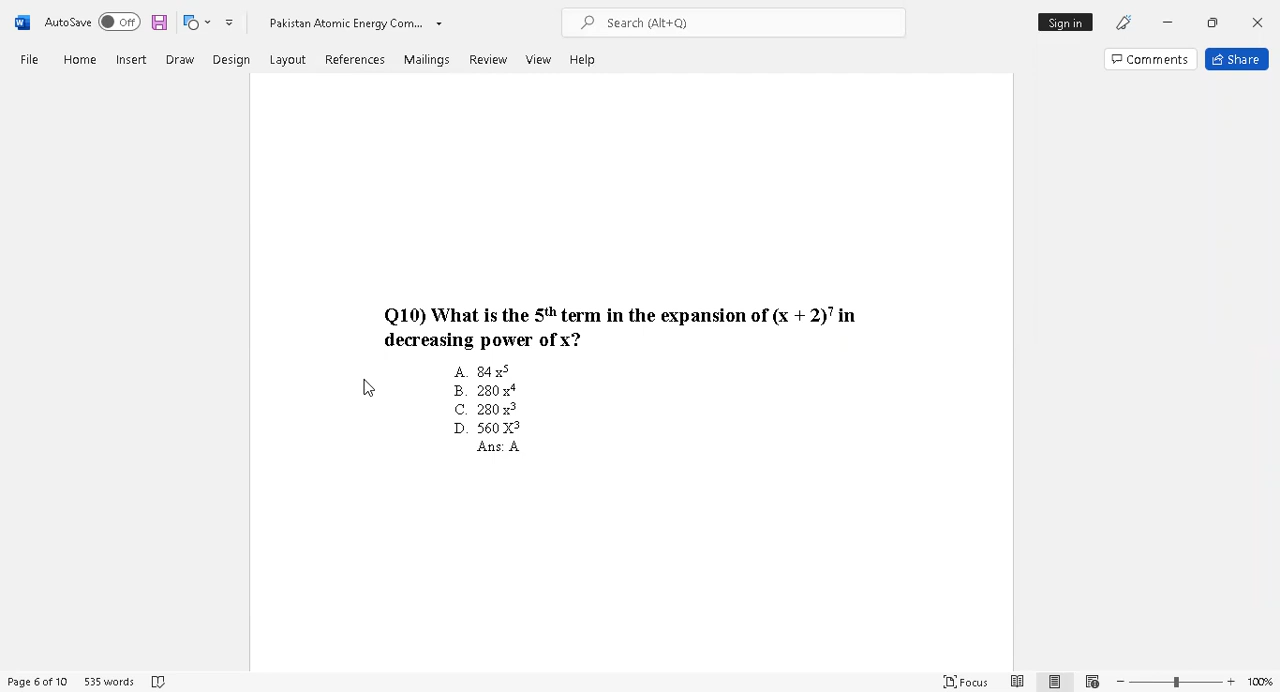 AutoSave Off Pakistan Atomic Energy Com... Search (Alt+Q) Sign in
File Home Insert Draw Design Layout References Mailings Review View Help Comments Share
Q10) What is the 5th term in the expansion of (x + 2)⁷ in
decreasing power of x?
A. 84 x⁵
B. 280 x⁴
C. 280 x³
D. 560 X³
Ans: A
Page 6 of 10 535 words Focus 100%